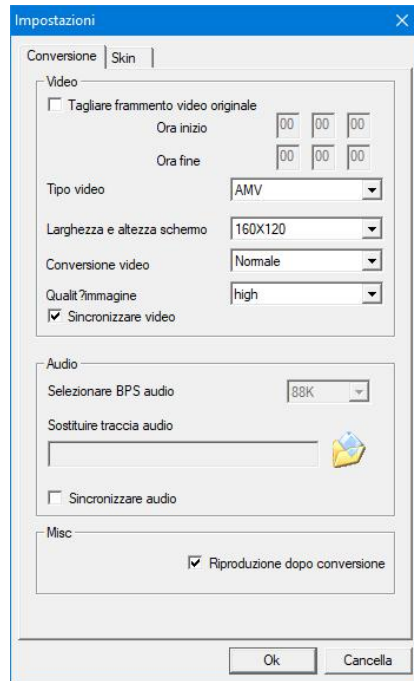 Impostazioni
Conversione Skin
Video
Tagliare frammento video originale
Ora inizio 00 00 00
Ora fine 00 00 00
Tipo video AMV
Larghezza e altezza schermo 160X120
Conversione video Normale
Qualit?immagine high
Sincronizzare video
Audio
Selezionare BPS audio 88K
Sostituire traccia audio
Sincronizzare audio
Misc
Riproduzione dopo conversione
Ok Cancella